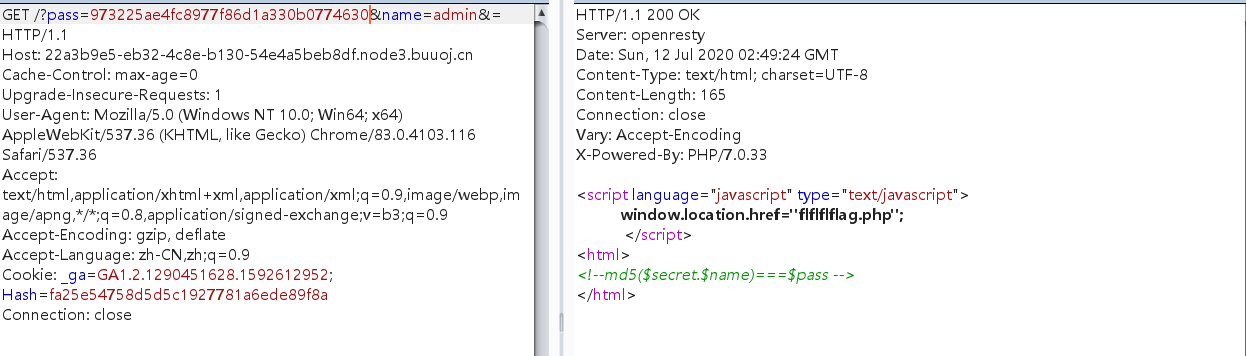 GET /?pass=973225ae4fc8977f86d1a330b0774630&name=admin&=
HTTP/1.1
Host: 22a3b9e5-eb32-4c8e-b130-54e4a5beb8df.node3.buuoj.cn
Cache-Control: max-age=0
Upgrade-Insecure-Requests: 1
User-Agent: Mozilla/5.0 (Windows NT 10.0; Win64; x64)
AppleWebKit/537.36 (KHTML, like Gecko) Chrome/83.0.4103.116
Safari/537.36
Accept:
text/html,application/xhtml+xml,application/xml;q=0.9,image/webp,im
age/apng,*/*;q=0.8,application/signed-exchange;v=b3;q=0.9
Accept-Encoding: gzip, deflate
Accept-Language: zh-CN,zh;q=0.9
Cookie: _ga=GA1.2.1290451628.1592612952;
Hash=fa25e54758d5d5c1927781a6ede89f8a
Connection: close
HTTP/1.1 200 OK
Server: openresty
Date: Sun, 12 Jul 2020 02:49:24 GMT
Content-Type: text/html; charset=UTF-8
Content-Length: 165
Connection: close
Vary: Accept-Encoding
X-Powered-By: PHP/7.0.33
<script language="javascript" type="text/javascript">
window.location.href="flflflflag.php";
</script>
<html>
<!--md5($secret.$name)===$pass -->
</html>